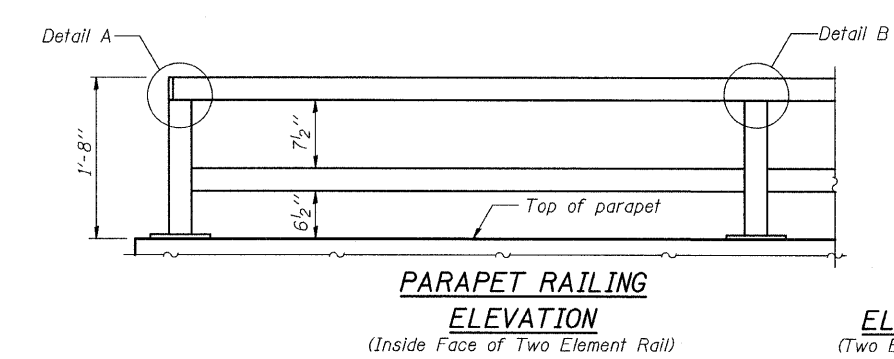 Detail A
Detail B
1'-8"
7½"
6½"
Top of parapet
PARAPET RAILING
ELEVATION
(Inside Face of Two Element Rail)
EL
(Two E